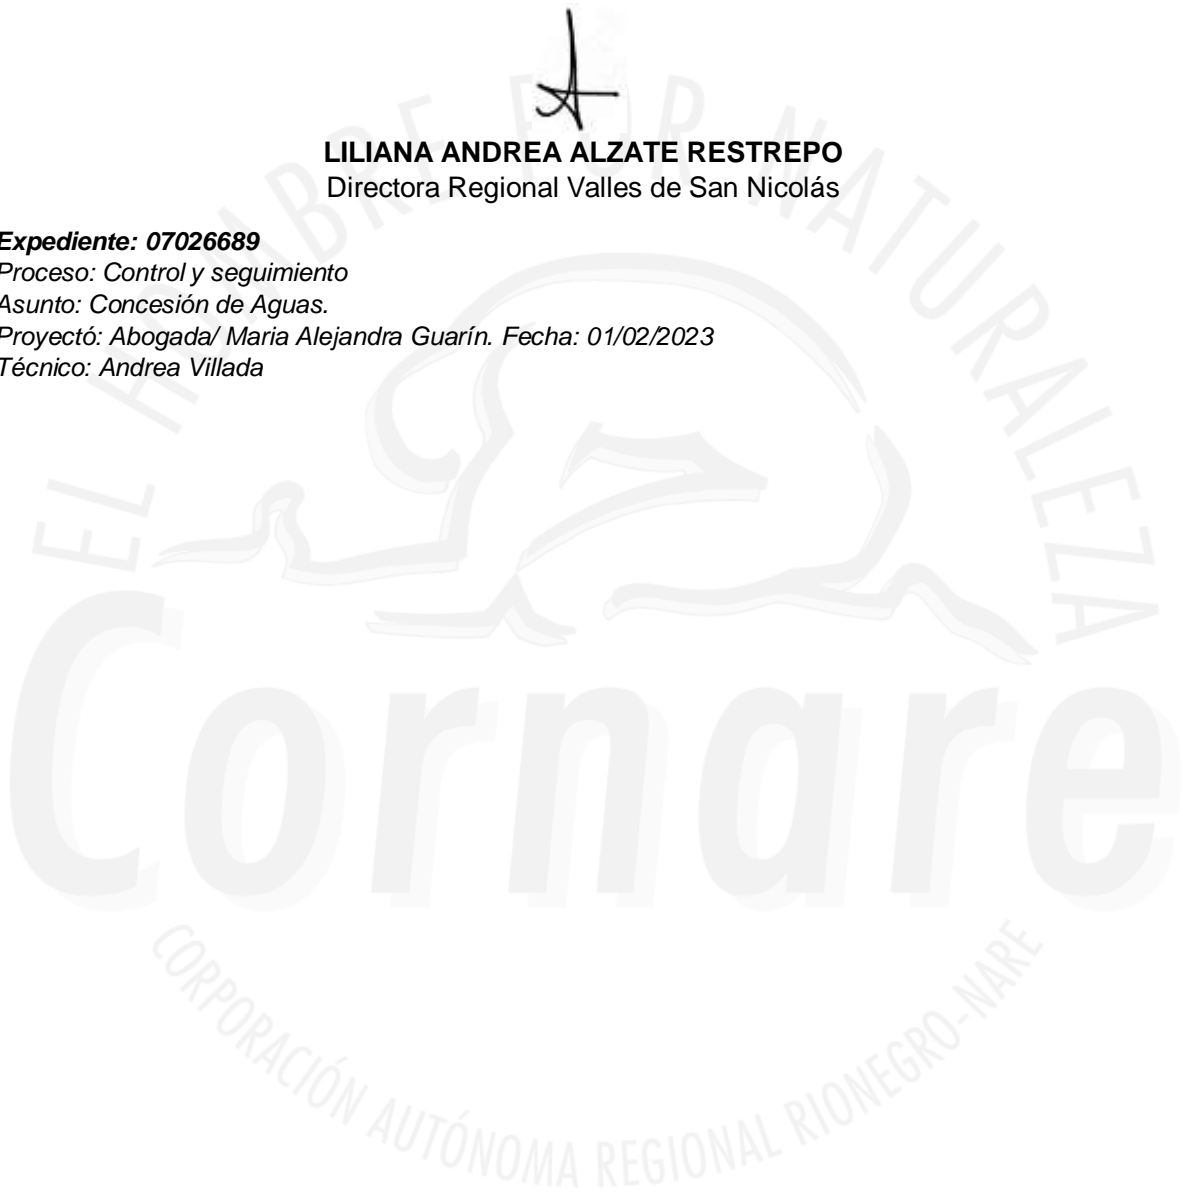 LILIANA ANDREA ALZATE RESTREPO
Directora Regional Valles de San Nicolás
Expediente: 07026689
Proceso: Control y seguimiento
Asunto: Concesión de Aguas.
Proyectó: Abogada/ Maria Alejandra Guarín. Fecha: 01/02/2023
Técnico: Andrea Villada
EL HOMBRE POR NATURALEZA
Cornare
CORPORACIÓN AUTÓNOMA REGIONAL RIONEGRO-NARE